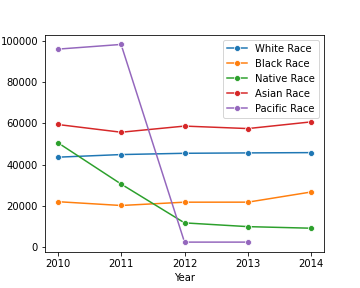 100000
80000
60000
40000
20000
0
White Race
Black Race
Native Race
Asian Race
Pacific Race
2010 2011 2012 2013 2014
Year